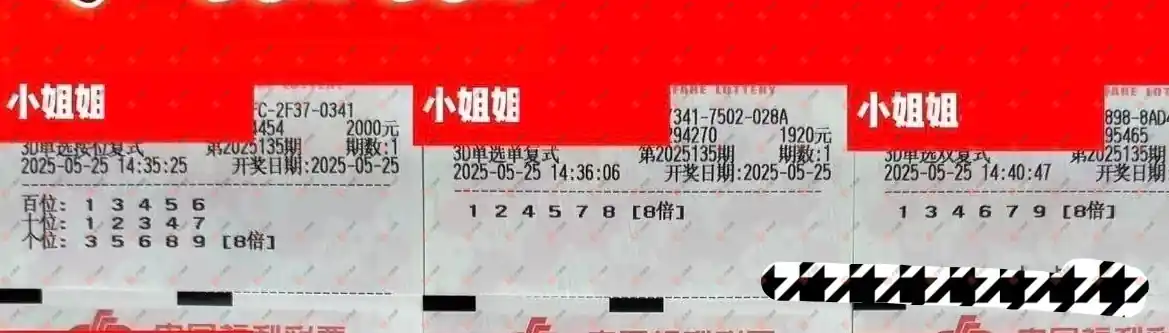 小姐姐
FC-2F37-0341
4454 2000元
3D单选按位复式 第2025135期 期数:1
2025-05-25 14:35:25 开奖日期:2025-05-25
百位: 1 3 4 5 6
十位: 1 2 3 4 7
个位: 3 5 6 8 9 [8倍]
小姐姐
FARE LOTTERY
7341-7502-028A
294270 1920元
3D单选单复式 第2025135期 期数:1
2025-05-25 14:36:06 开奖日期:2025-05-25
1 2 4 5 7 8 [8倍]
小姐姐
FARE LOT
898-8AD4
95465
3D单选双复式 第2025135期
2025-05-25 14:40:47 开奖日期:
1 3 4 6 7 9 [8倍]